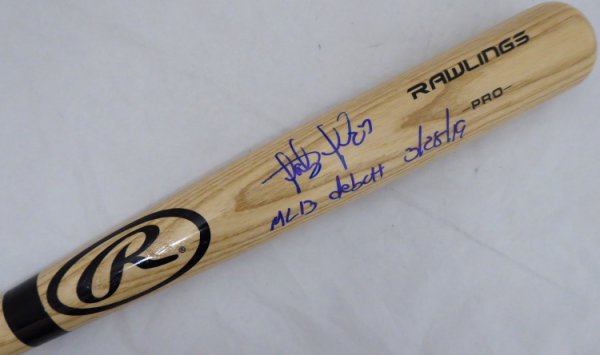 RAWLINGS
-PRO-
MLB debut 3/28/19
R ®